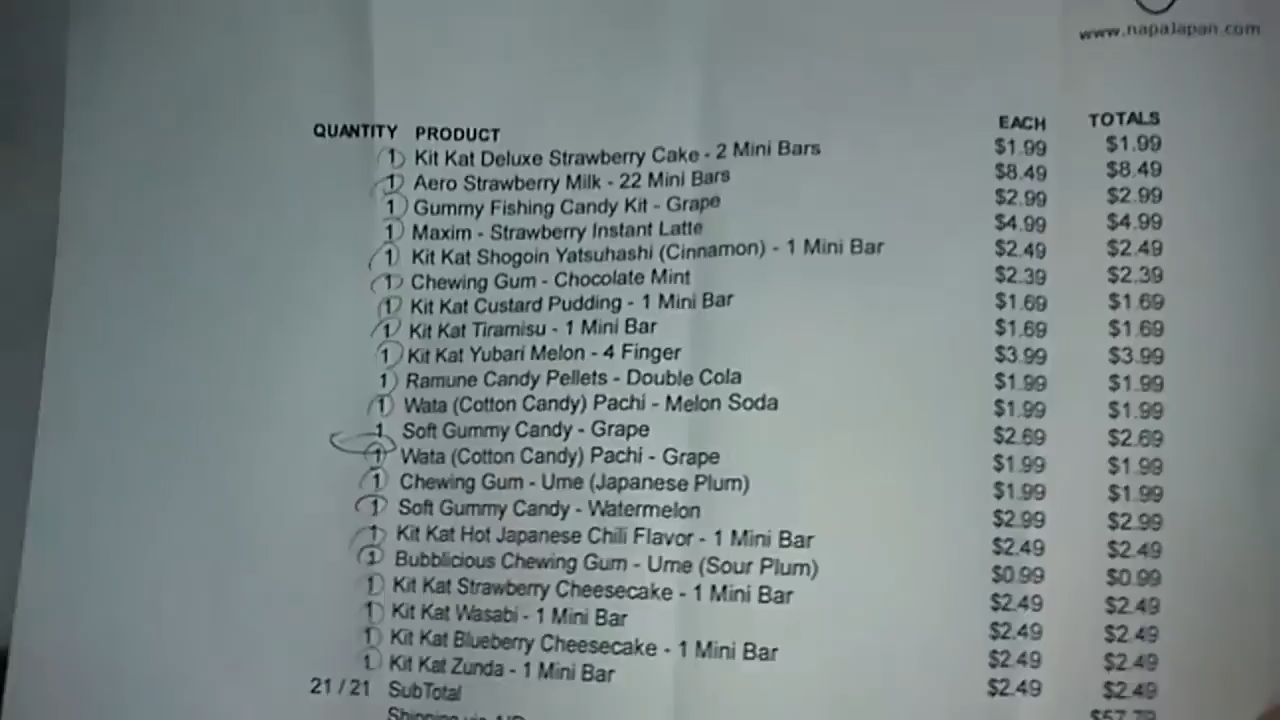 www.napaJapan.com
QUANTITY PRODUCT EACH TOTALS
1 Kit Kat Deluxe Strawberry Cake - 2 Mini Bars $1.99 $1.99
1 Aero Strawberry Milk - 22 Mini Bars $8.49 $8.49
1 Gummy Fishing Candy Kit - Grape $2.99 $2.99
1 Maxim - Strawberry Instant Latte $4.99 $4.99
1 Kit Kat Shogoin Yatsuhashi (Cinnamon) - 1 Mini Bar $2.49 $2.49
1 Chewing Gum - Chocolate Mint $2.39 $2.39
1 Kit Kat Custard Pudding - 1 Mini Bar $1.69 $1.69
1 Kit Kat Tiramisu - 1 Mini Bar $1.69 $1.69
1 Kit Kat Yubari Melon - 4 Finger $3.99 $3.99
1 Ramune Candy Pellets - Double Cola $1.99 $1.99
1 Wata (Cotton Candy) Pachi - Melon Soda $1.99 $1.99
1 Soft Gummy Candy - Grape $2.69 $2.69
1 Wata (Cotton Candy) Pachi - Grape $1.99 $1.99
1 Chewing Gum - Ume (Japanese Plum) $1.99 $1.99
1 Soft Gummy Candy - Watermelon $2.99 $2.99
1 Kit Kat Hot Japanese Chili Flavor - 1 Mini Bar $2.49 $2.49
1 Bubblicious Chewing Gum - Ume (Sour Plum) $0.99 $0.99
1 Kit Kat Strawberry Cheesecake - 1 Mini Bar $2.49 $2.49
1 Kit Kat Wasabi - 1 Mini Bar $2.49 $2.49
1 Kit Kat Blueberry Cheesecake - 1 Mini Bar $2.49 $2.49
1 Kit Kat Zunda - 1 Mini Bar $2.49 $2.49
21 / 21 SubTotal